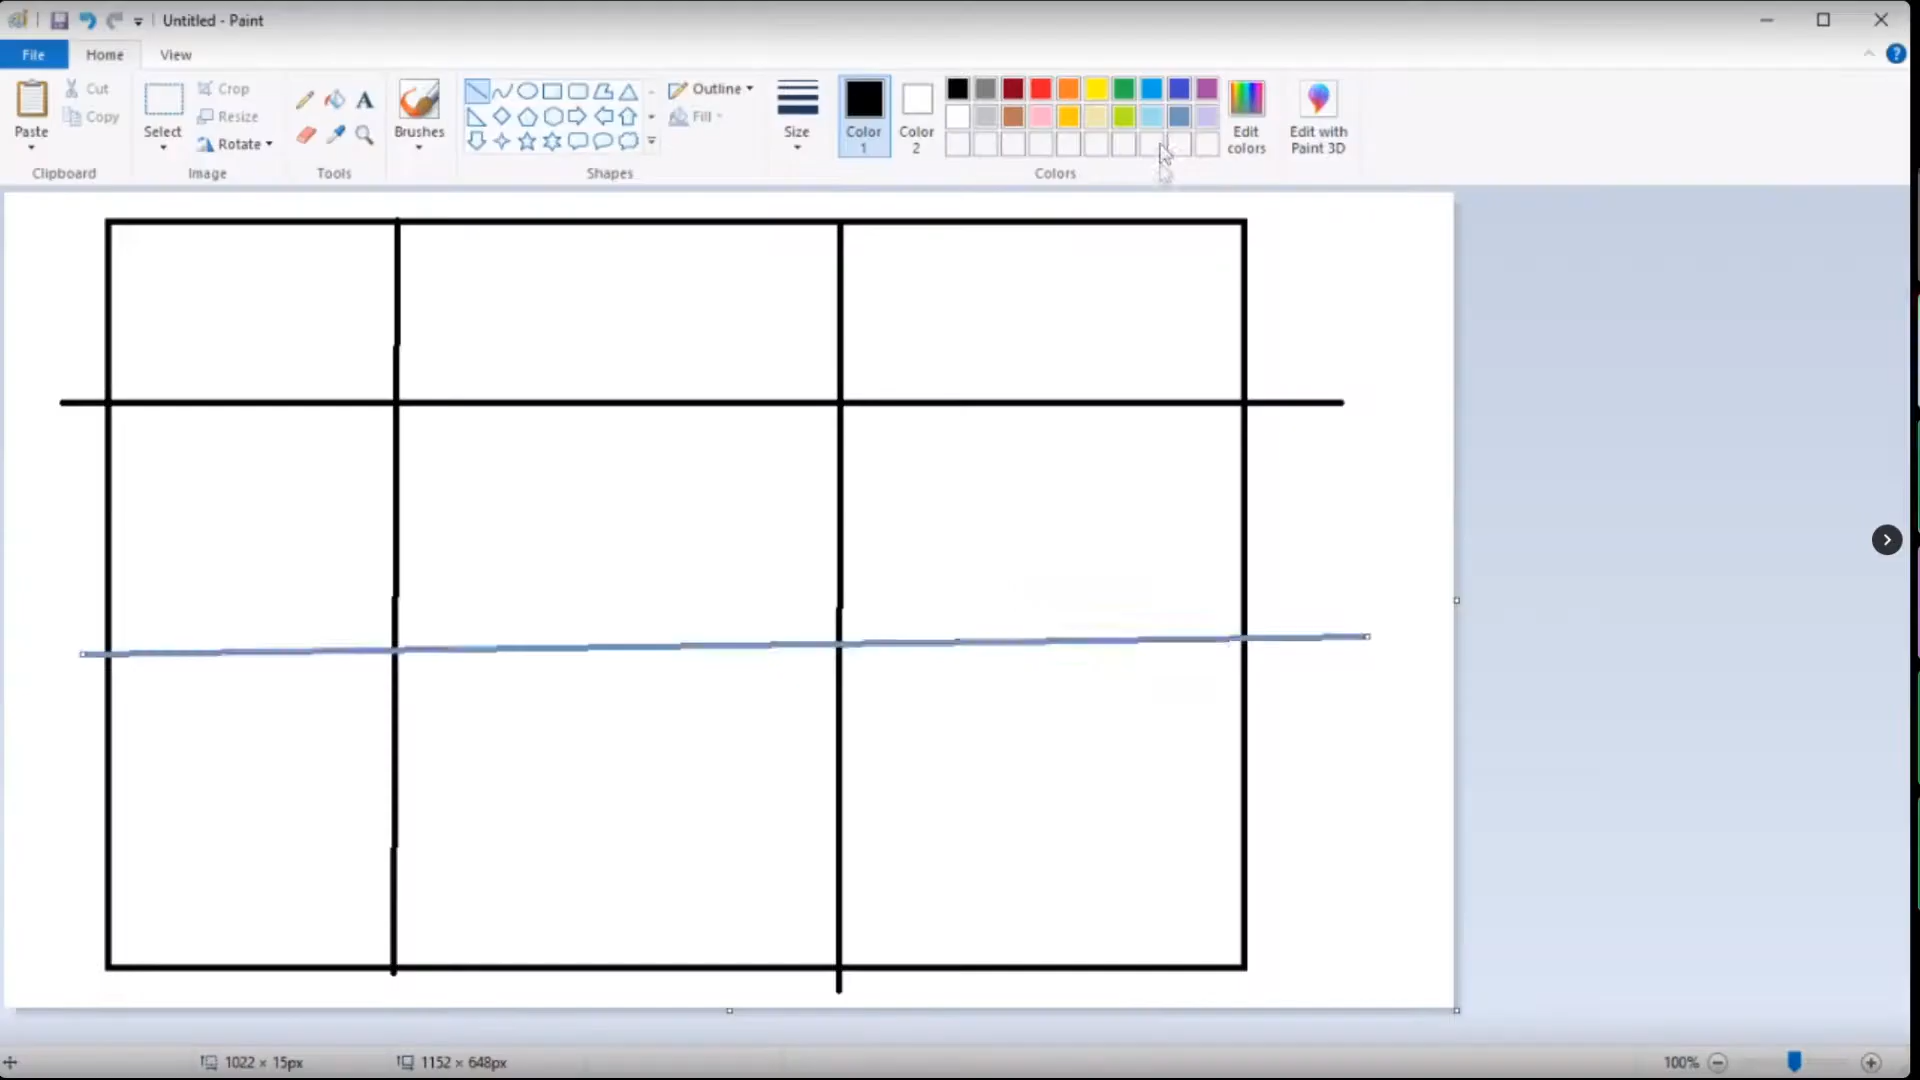 Untitled - Paint
File Home View
Paste
Cut
Copy
Clipboard
Select
Crop
Resize
Rotate
Image
A
Tools
Brushes
Outline
Fill
Shapes
Size
Color
1
Color
2
Edit
colors
Edit with
Paint 3D
Colors
?
1022 × 15px
1152 × 648px
100%